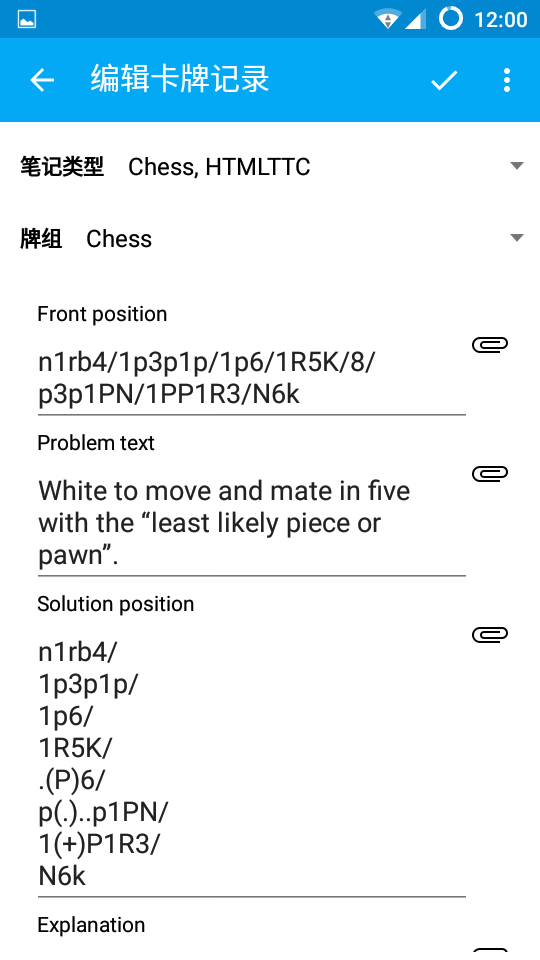 12:00
编辑卡牌记录
笔记类型 Chess, HTMLTTC
牌组 Chess
Front position
n1rb4/1p3p1p/1p6/1R5K/8/
p3p1PN/1PP1R3/N6k
Problem text
White to move and mate in five
with the “least likely piece or
pawn”.
Solution position
n1rb4/
1p3p1p/
1p6/
1R5K/
.(P)6/
p(.)..p1PN/
1(+)P1R3/
N6k
Explanation